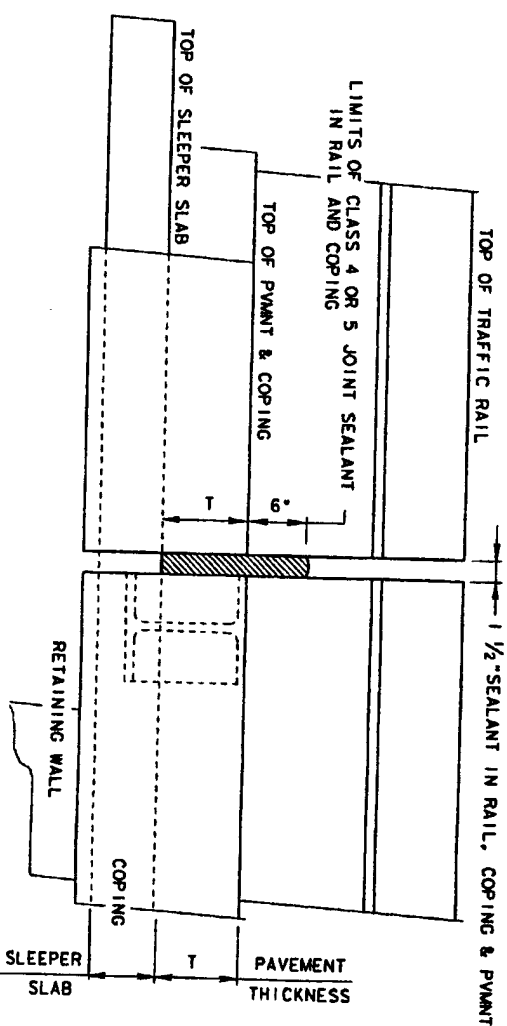 TOP OF TRAFFIC RAIL
1 1/2" SEALANT IN RAIL, COPING & PVMNT
LIMITS OF CLASS 4 OR 5 JOINT SEALANT
IN RAIL AND COPING
6"
TOP OF PVMNT & COPING
T
TOP OF SLEEPER SLAB
RETAINING WALL
COPING
T
PAVEMENT
THICKNESS
SLEEPER
SLAB